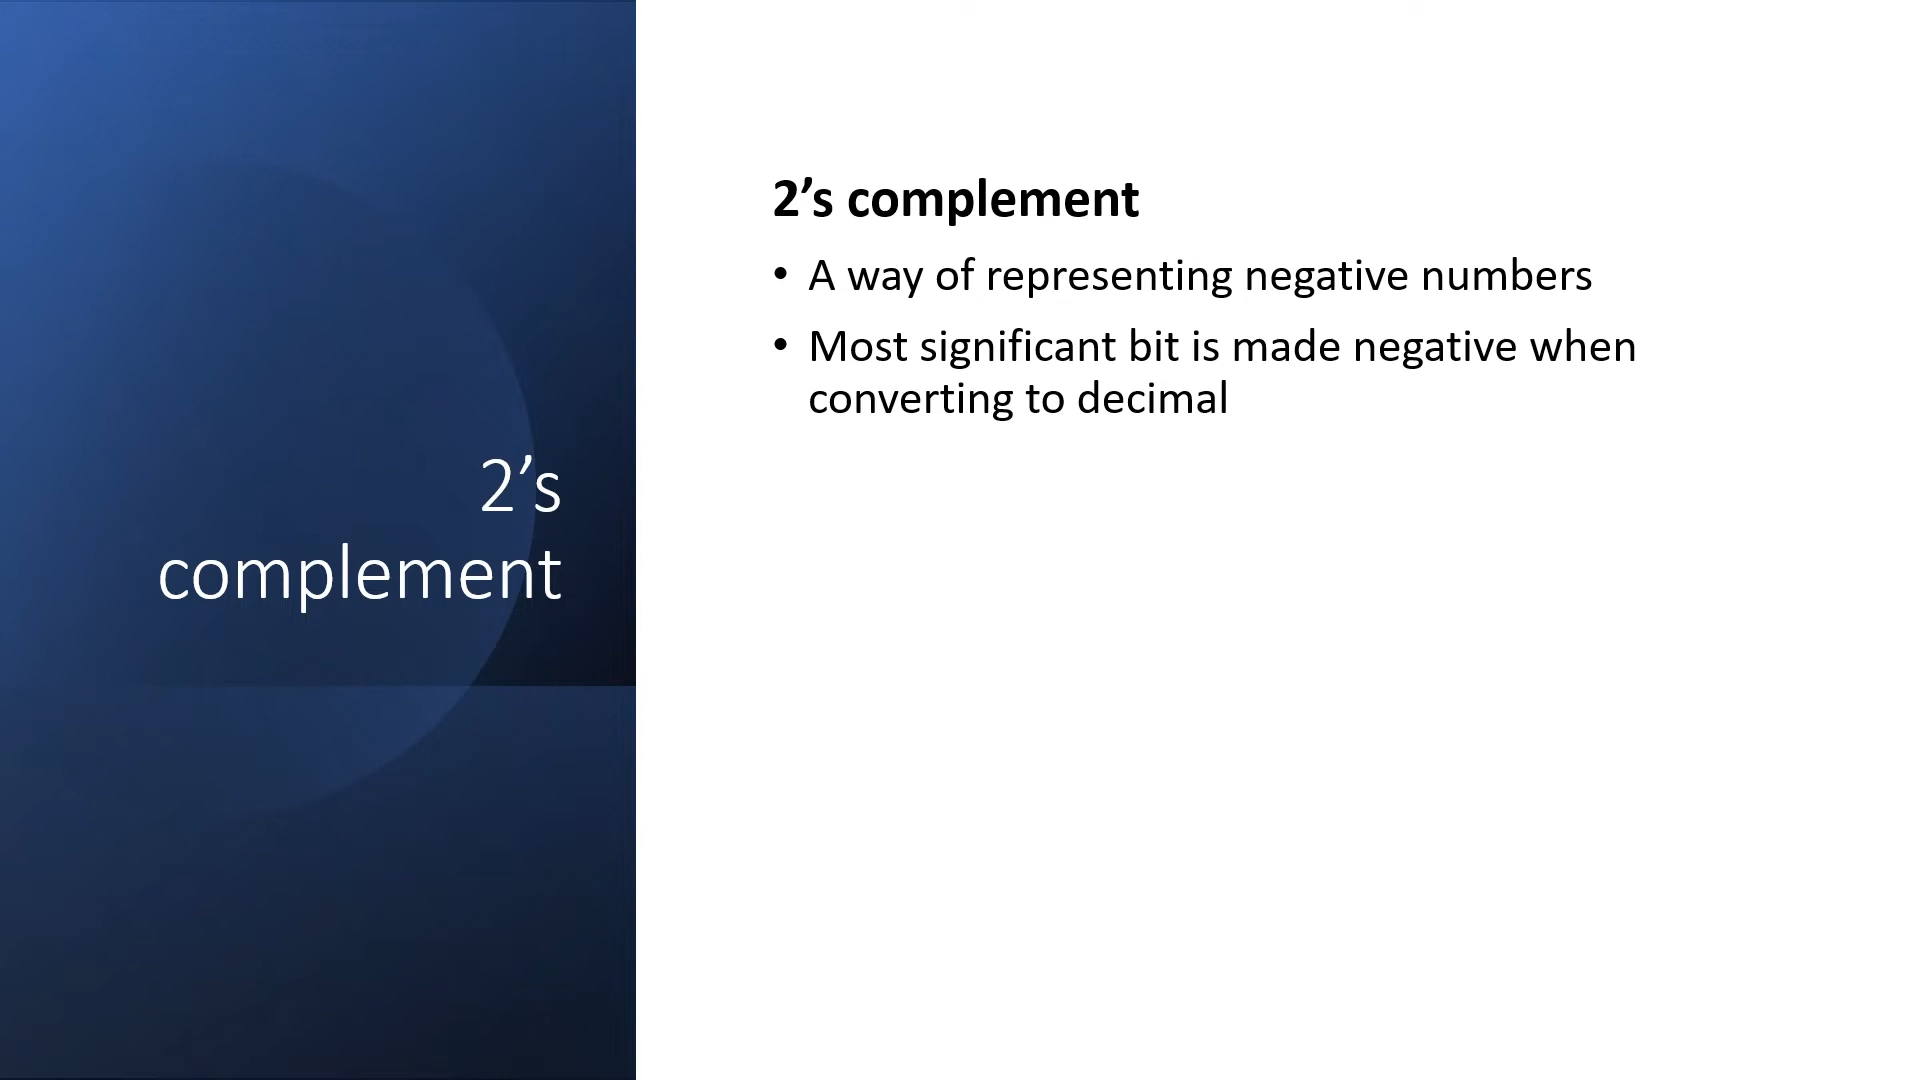 2’s
complement
2’s complement
• A way of representing negative numbers
• Most significant bit is made negative when
converting to decimal